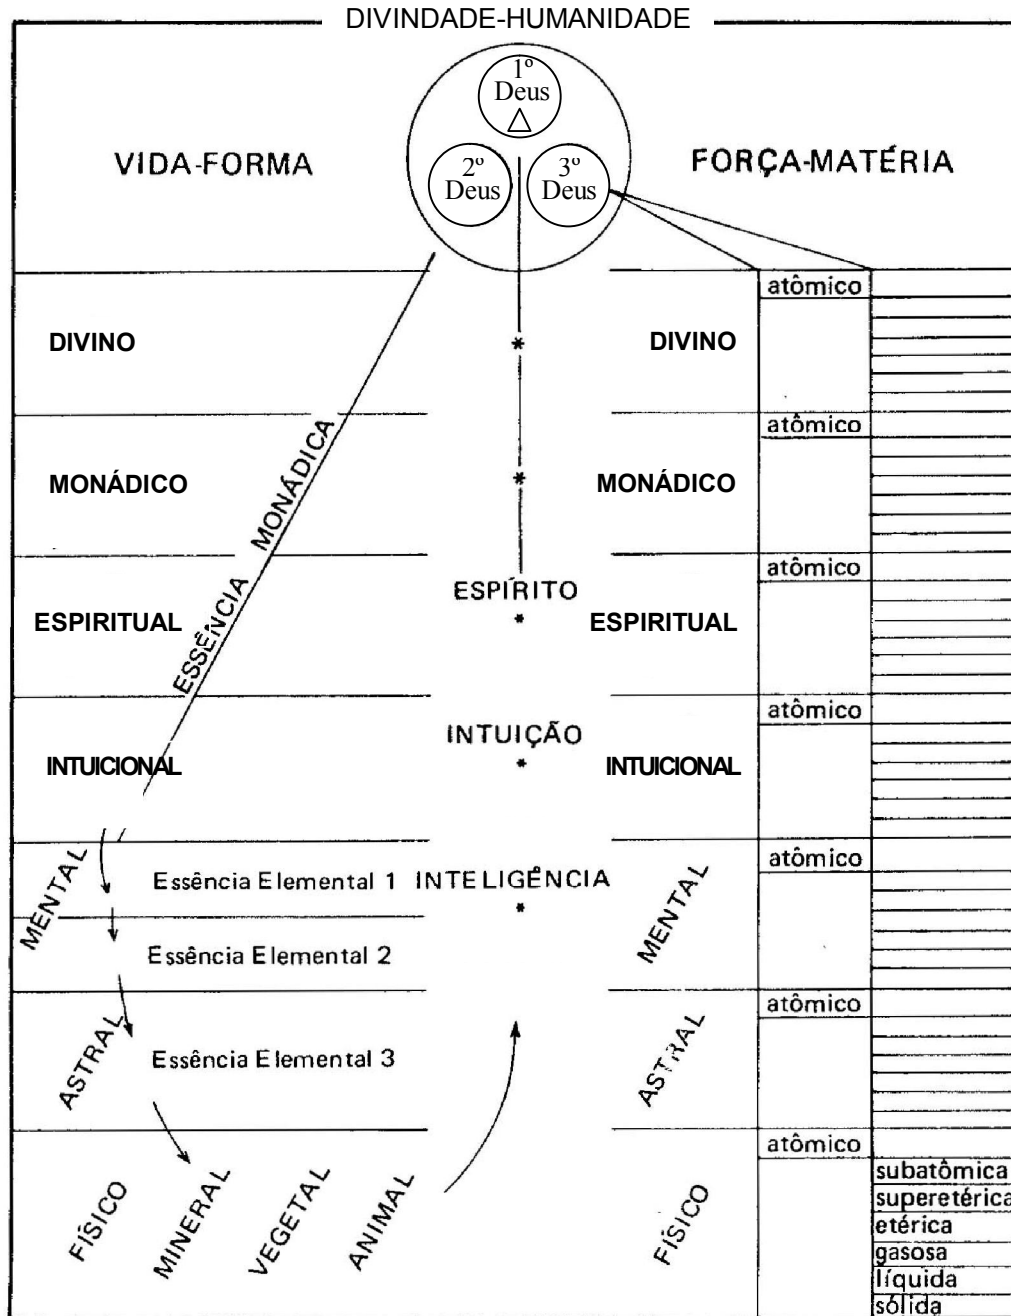 DIVINDADE-HUMANIDADE
1º
Deus
VIDA-FORMA
FORÇA-MATÉRIA
2º
Deus
3º
Deus
atômico
DIVINO
DIVINO
atômico
ESSÊNCIA MONÁDICA
MONÁDICO
MONÁDICO
atômico
ESPÍRITO
ESPIRITUAL
ESPIRITUAL
atômico
INTUIÇÃO
INTUICIONAL
INTUICIONAL
atômico
MENTAL
Essência Elemental 1
INTELIGÊNCIA
MENTAL
Essência Elemental 2
atômico
ASTRAL
Essência Elemental 3
ASTRAL
atômico
FÍSICO
MINERAL
VEGETAL
ANIMAL
FÍSICO
subatômica
superetérica
etérica
gasosa
líquida
sólida